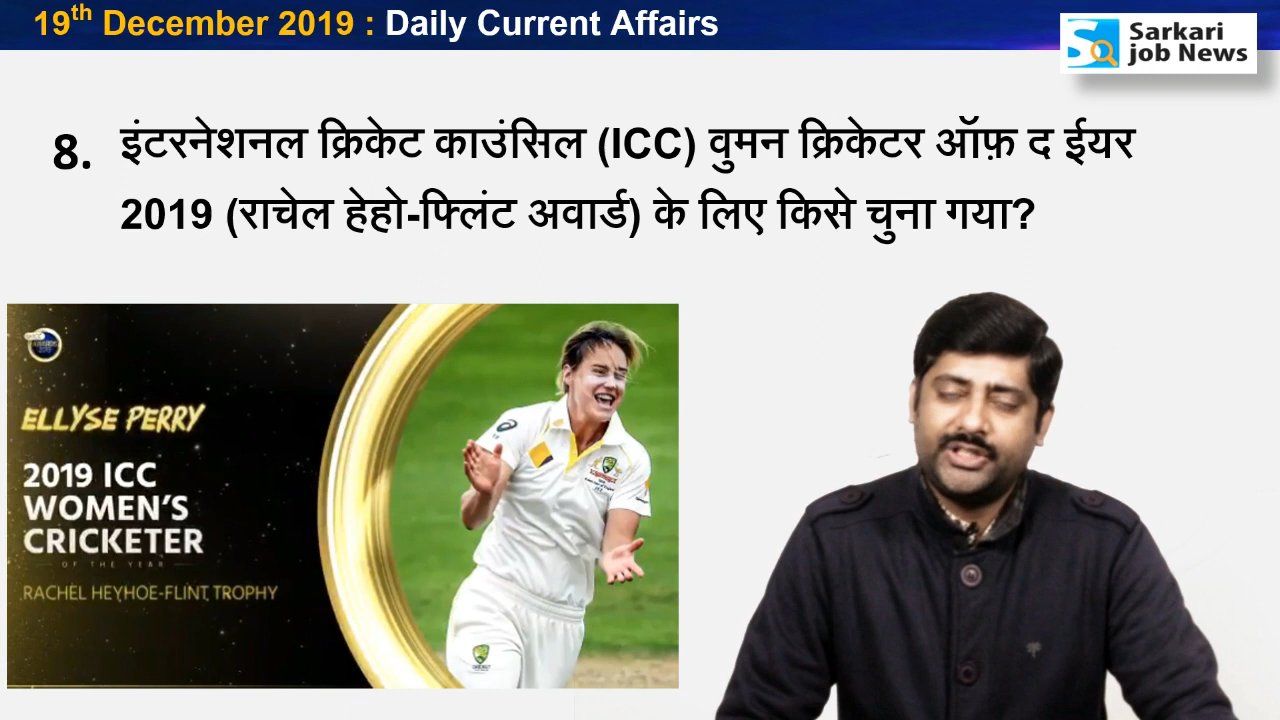 19th December 2019 : Daily Current Affairs
Sarkari
job News
8. इंटरनेशनल क्रिकेट काउंसिल (ICC) वुमन क्रिकेटर ऑफ़ द ईयर
2019 (राचेल हेहो-फ्लिंट अवार्ड) के लिए किसे चुना गया?
ELLYSE PERRY
2019 ICC
WOMEN'S
CRICKETER
OF THE YEAR
RACHEL HEYHOE-FLINT TROPHY